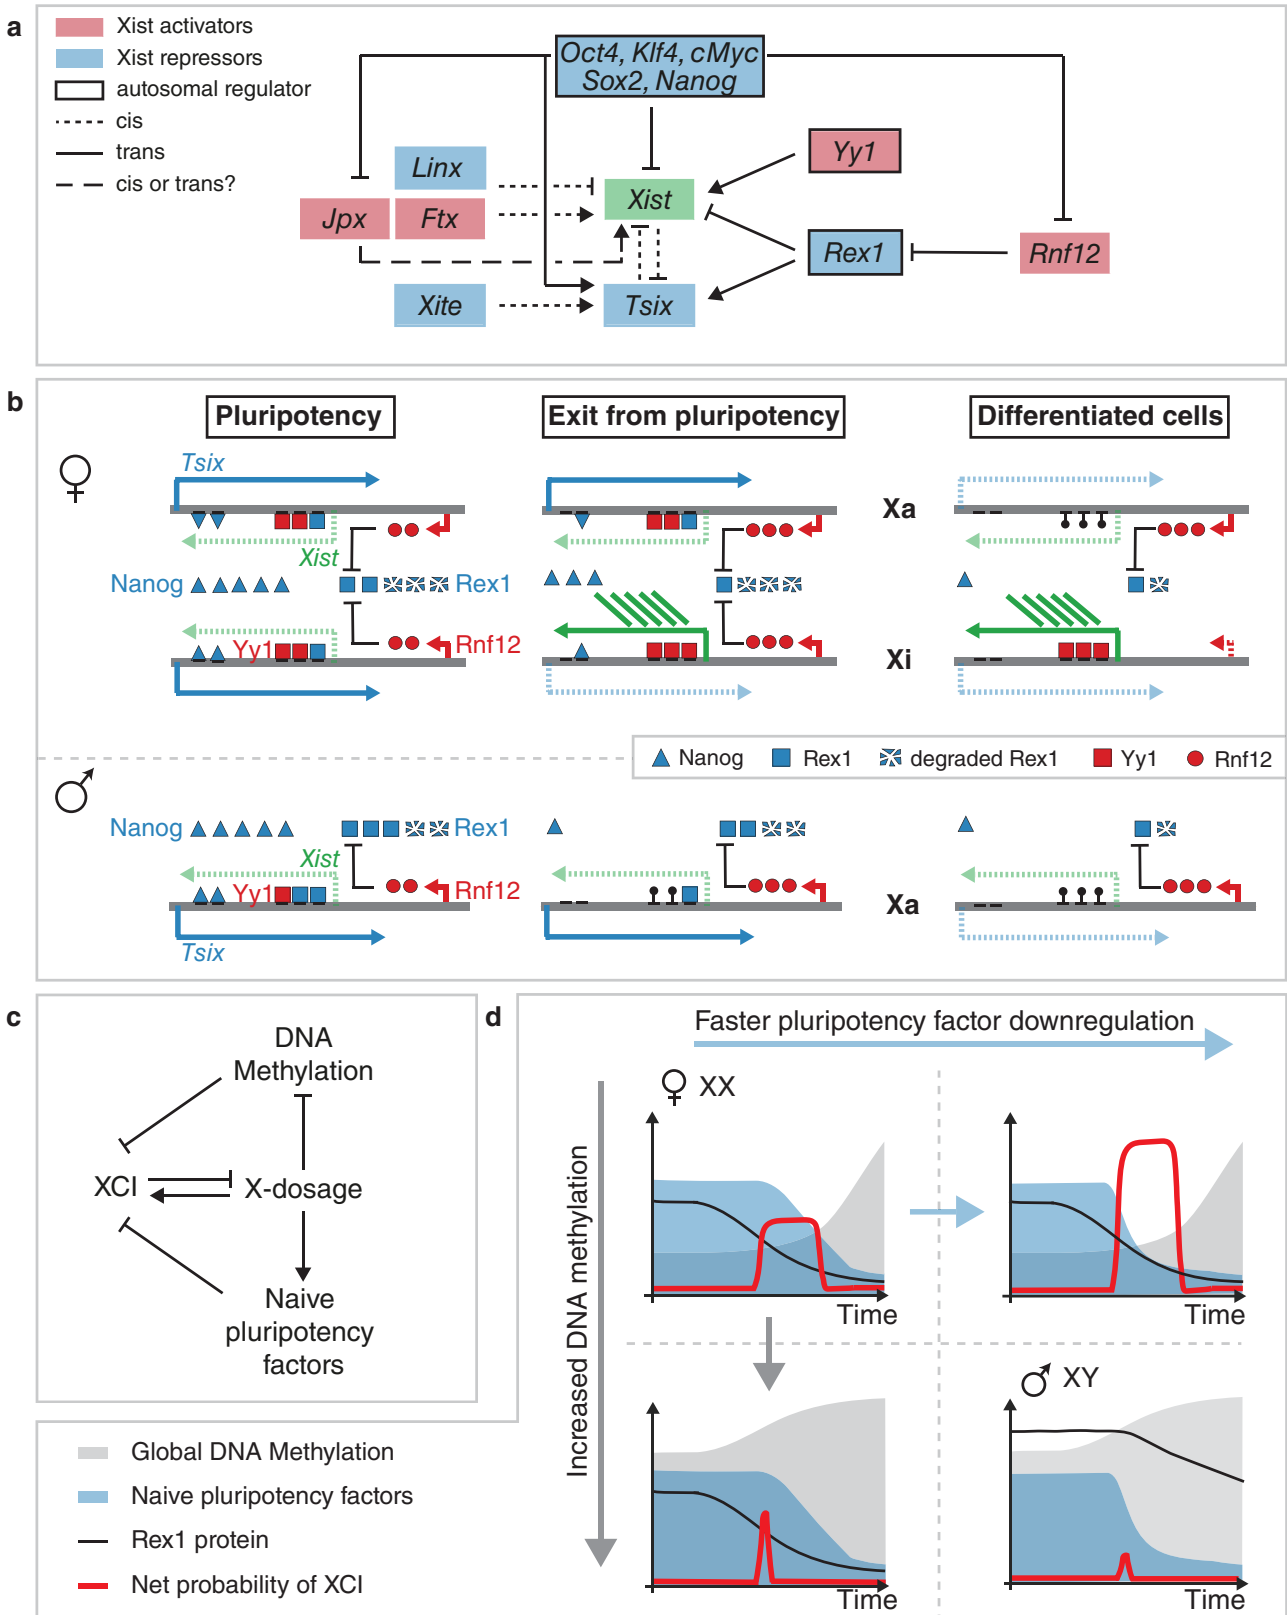 a
Xist activators
Xist repressors
autosomal regulator
cis
trans
cis or trans?
Oct4, Klf4, cMyc
Sox2, Nanog
Linx
Jpx
Ftx
Xite
Xist
Tsix
Yy1
Rex1
Rnf12
b
Pluripotency
Exit from pluripotency
Differentiated cells
Tsix
Xa
Xist
Nanog
Rex1
Yy1
Rnf12
Xi
Nanog
Rex1
degraded Rex1
Yy1
Rnf12
Nanog
Rex1
Xist
Yy1
Rnf12
Xa
Tsix
c
DNA
Methylation
XCI
X-dosage
Naive
pluripotency
factors
d
Faster pluripotency factor downregulation
Increased DNA methylation
XX
Time
Time
XY
Time
Time
Global DNA Methylation
Naive pluripotency factors
Rex1 protein
Net probability of XCI